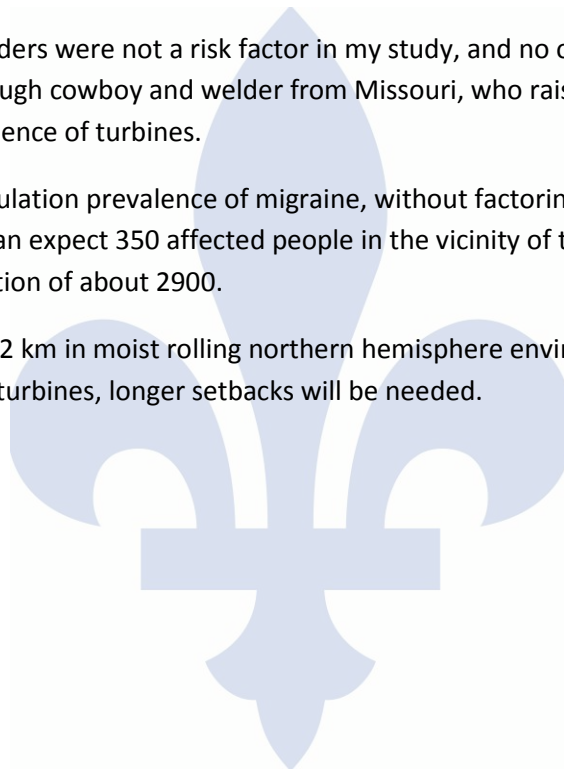 ders were not a risk factor in my study, and no o
ugh cowboy and welder from Missouri, who rais
ence of turbines.
ulation prevalence of migraine, without factorin
an expect 350 affected people in the vicinity of t
tion of about 2900.
2 km in moist rolling northern hemisphere envir
turbines, longer setbacks will be needed.